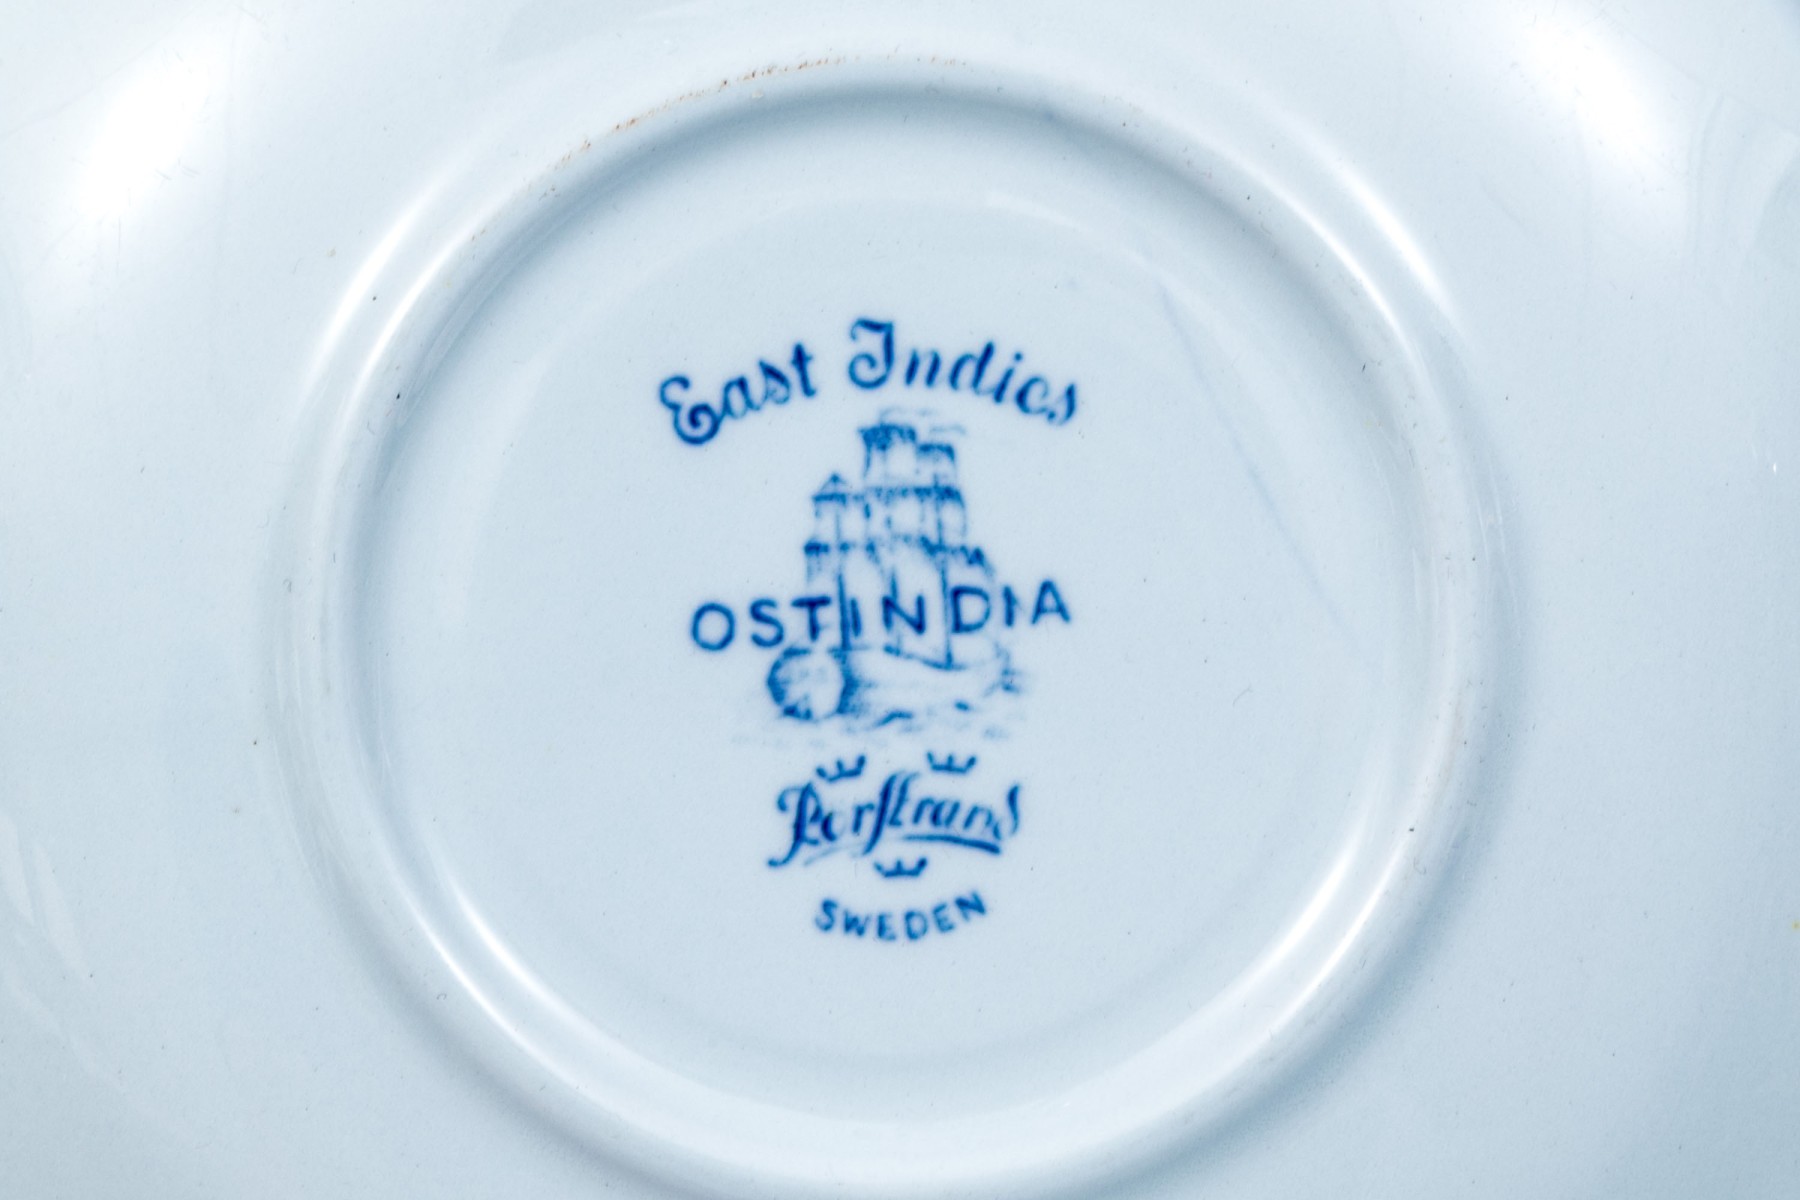 East Indies
OSTINDIA
Rörstrand
SWEDEN